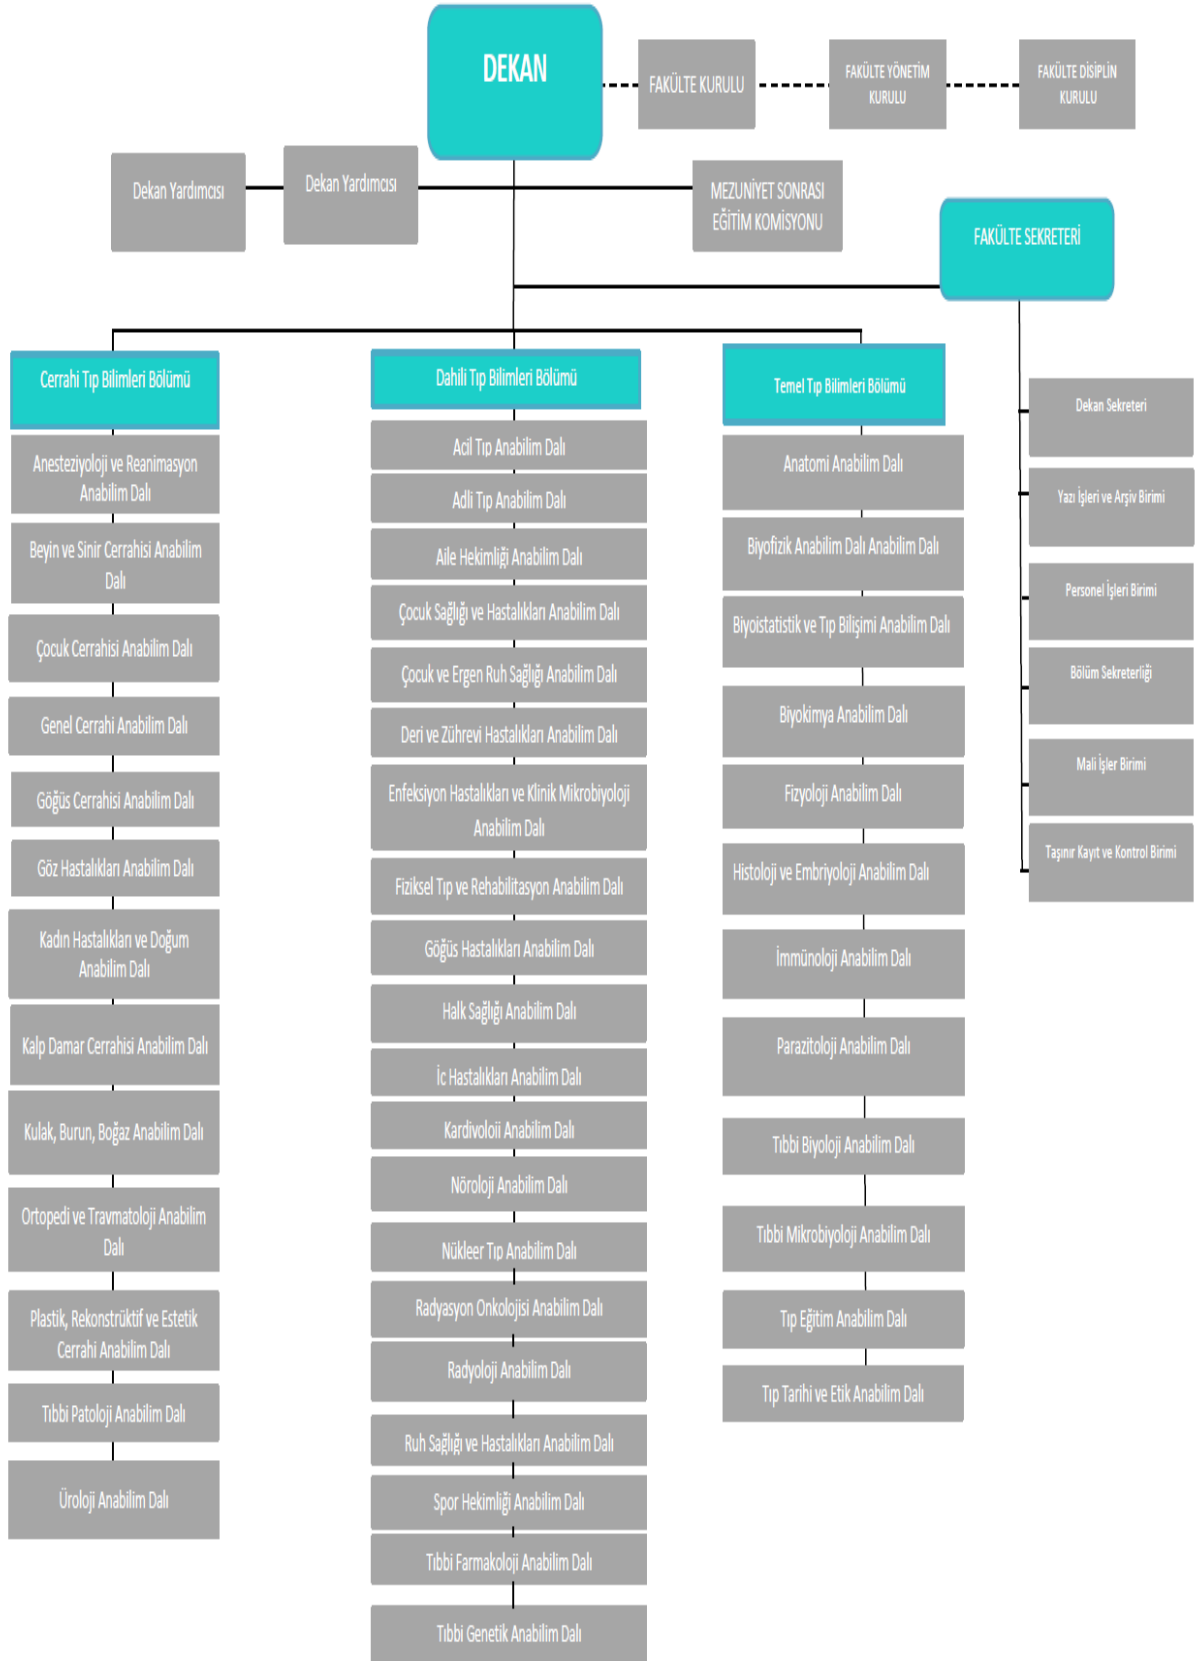 DEKAN
FAKÜLTE KURULU
FAKÜLTE YÖNETİM
KURULU
FAKÜLTE DİSİPLİN
KURULU
Dekan Yardımcısı
Dekan Yardımcısı
MEZUNİYET SONRASI
EĞİTİM KOMİSYONU
FAKÜLTE SEKRETERİ
Cerrahi Tıp Bilimleri Bölümü
Anesteziyoloji ve Reanimasyon
Anabilim Dalı
Beyin ve Sinir Cerrahisi Anabilim
Dalı
Çocuk Cerrahisi Anabilim Dalı
Genel Cerrahi Anabilim Dalı
Göğüs Cerrahisi Anabilim Dalı
Göz Hastalıkları Anabilim Dalı
Kadın Hastalıkları ve Doğum
Anabilim Dalı
Kalp Damar Cerrahisi Anabilim Dalı
Kulak, Burun, Boğaz Anabilim Dalı
Ortopedi ve Travmatoloji Anabilim
Dalı
Plastik, Rekonstrüktif ve Estetik
Cerrahi Anabilim Dalı
Tıbbi Patoloji Anabilim Dalı
Üroloji Anabilim Dalı
Dahili Tıp Bilimleri Bölümü
Acil Tıp Anabilim Dalı
Adli Tıp Anabilim Dalı
Aile Hekimliği Anabilim Dalı
Çocuk Sağlığı ve Hastalıkları Anabilim Dalı
Çocuk ve Ergen Ruh Sağlığı Anabilim Dalı
Deri ve Zührevi Hastalıkları Anabilim Dalı
Enfeksiyon Hastalıkları ve Klinik Mikrobiyoloji
Anabilim Dalı
Fiziksel Tıp ve Rehabilitasyon Anabilim Dalı
Göğüs Hastalıkları Anabilim Dalı
Halk Sağlığı Anabilim Dalı
İç Hastalıkları Anabilim Dalı
Kardiyoloji Anabilim Dalı
Nöroloji Anabilim Dalı
Nükleer Tıp Anabilim Dalı
Radyasyon Onkolojisi Anabilim Dalı
Radyoloji Anabilim Dalı
Ruh Sağlığı ve Hastalıkları Anabilim Dalı
Spor Hekimliği Anabilim Dalı
Tıbbi Farmakoloji Anabilim Dalı
Tıbbi Genetik Anabilim Dalı
Temel Tıp Bilimleri Bölümü
Anatomi Anabilim Dalı
Biyofizik Anabilim Dalı Anabilim Dalı
Biyoistatistik ve Tıp Bilişimi Anabilim Dalı
Biyokimya Anabilim Dalı
Fizyoloji Anabilim Dalı
Histoloji ve Embriyoloji Anabilim Dalı
İmmünoloji Anabilim Dalı
Parazitoloji Anabilim Dalı
Tıbbi Biyoloji Anabilim Dalı
Tıbbi Mikrobiyoloji Anabilim Dalı
Tıp Eğitim Anabilim Dalı
Tıp Tarihi ve Etik Anabilim Dalı
Dekan Sekreteri
Yazı İşleri ve Arşiv Birimi
Personel İşleri Birimi
Bölüm Sekreterliği
Mali İşler Birimi
Taşınır Kayıt ve Kontrol Birimi